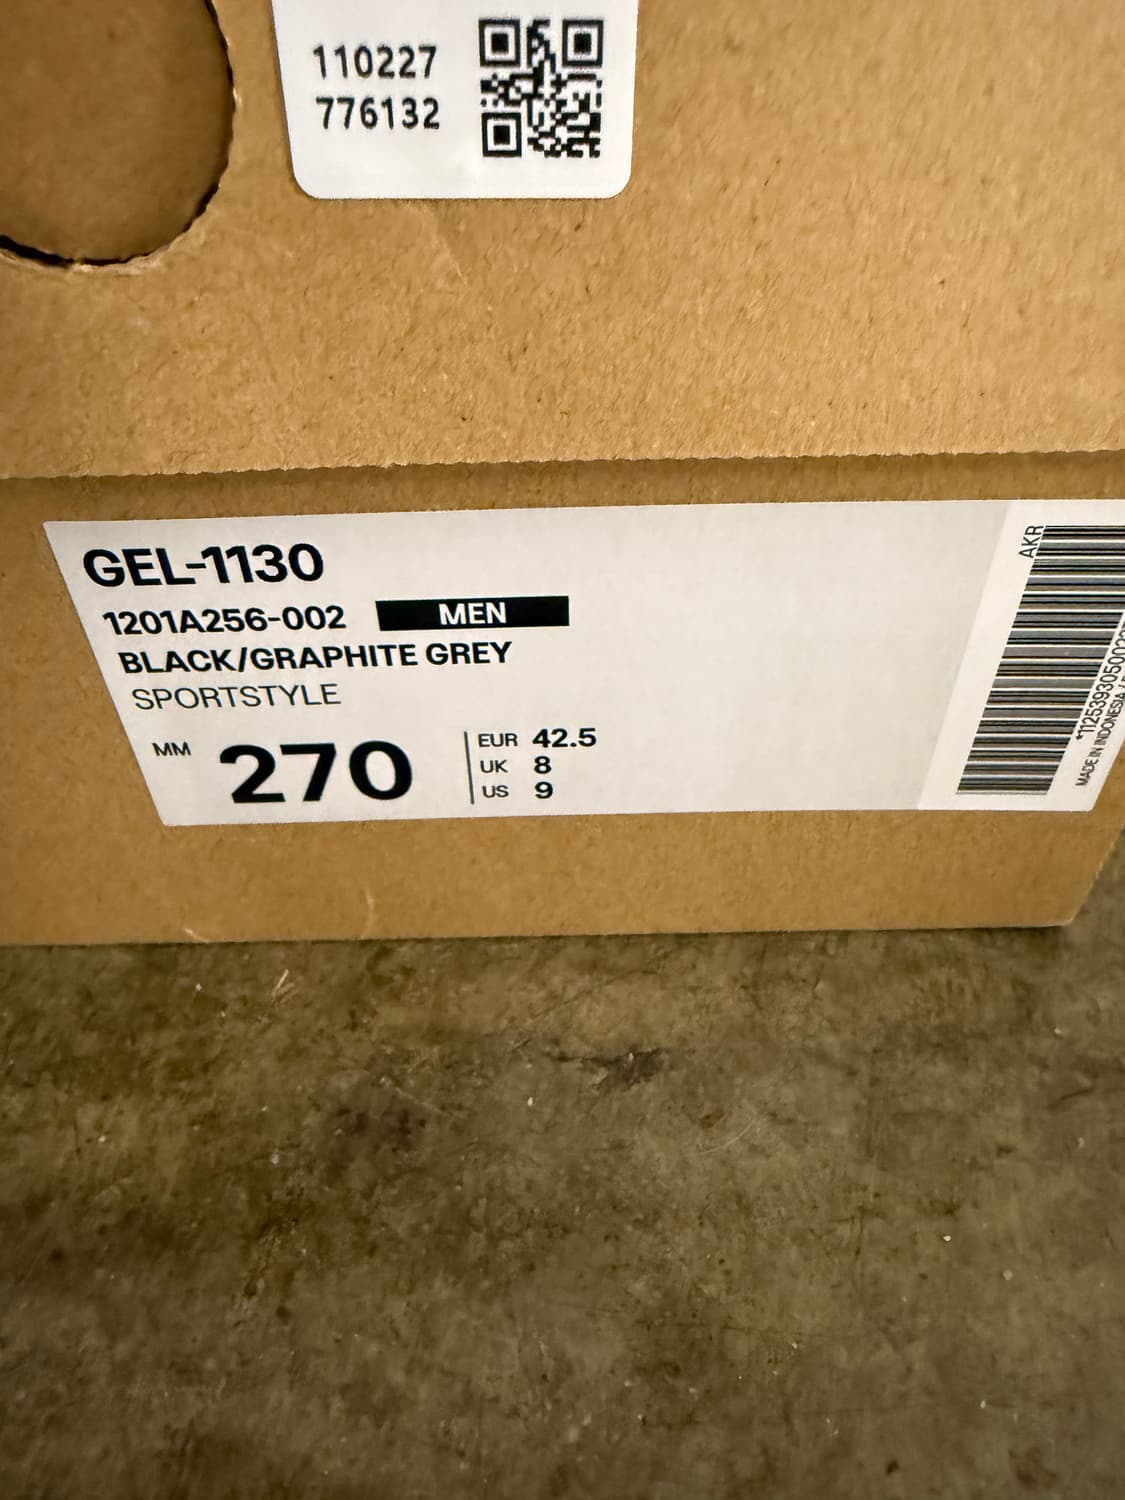 110227
776132
GEL-1130
1201A256-002 MEN
BLACK/GRAPHITE GREY
SPORTSTYLE
MM 270
EUR 42.5
UK 8
US 9
AKR
MADE IN INDONESIA /